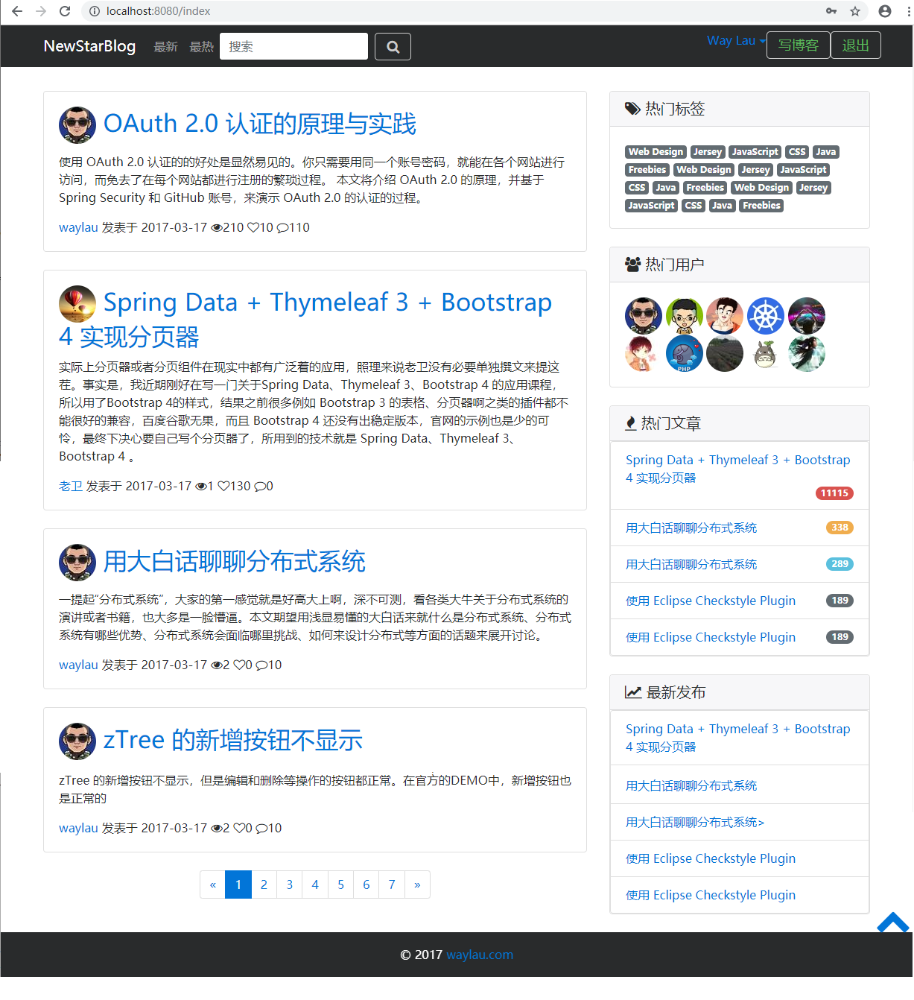 localhost:8080/index
NewStarBlog 最新 最热 搜索 Way Lau 写博客 退出
OAuth 2.0 认证的原理与实践
使用 OAuth 2.0 认证的的好处是显然易见的。你只需要用同一个账号密码，就能在各个网站进行
访问，而免去了在每个网站都进行注册的繁琐过程。 本文将介绍 OAuth 2.0 的原理，并基于
Spring Security 和 GitHub 账号，来演示 OAuth 2.0 的认证的过程。
waylau 发表于 2017-03-17 210 10 110
Spring Data + Thymeleaf 3 + Bootstrap
4 实现分页器
实际上分页器或者分页组件在现实中都有广泛着的应用，照理来说老卫没有必要单独撰文来提这
茬。事实是，我近期刚好在写一门关于Spring Data、Thymeleaf 3、Bootstrap 4 的应用课程，
所以用了Bootstrap 4的样式，结果之前很多例如 Bootstrap 3 的表格、分页器啊之类的插件都不
能很好的兼容，百度谷歌无果，而且 Bootstrap 4 还没有出稳定版本，官网的示例也是少的可
怜，最终下决心要自己写个分页器了，所用到的技术就是 Spring Data、Thymeleaf 3、
Bootstrap 4 。
老卫 发表于 2017-03-17 1 130 0
用大白话聊聊分布式系统
一提起“分布式系统”，大家的第一感觉就是好高大上啊，深不可测，看各类大牛关于分布式系统的
演讲或者书籍，也大多是一脸懵逼。本文期望用浅显易懂的大白话来就什么是分布式系统、分布式
系统有哪些优势、分布式系统会面临哪里挑战、如何来设计分布式等方面的话题来展开讨论。
waylau 发表于 2017-03-17 2 0 10
zTree 的新增按钮不显示
zTree 的新增按钮不显示，但是编辑和删除等操作的按钮都正常。在官方的DEMO中，新增按钮也
是正常的
waylau 发表于 2017-03-17 2 0 10
« 1 2 3 4 5 6 7 »
热门标签
Web Design Jersey JavaScript CSS Java
Freebies Web Design Jersey JavaScript
CSS Java Freebies Web Design Jersey
JavaScript CSS Java Freebies
热门用户
PHP
热门文章
Spring Data + Thymeleaf 3 + Bootstrap
4 实现分页器
11115
用大白话聊聊分布式系统 338
用大白话聊聊分布式系统 289
使用 Eclipse Checkstyle Plugin 189
使用 Eclipse Checkstyle Plugin 189
最新发布
Spring Data + Thymeleaf 3 + Bootstrap
4 实现分页器
用大白话聊聊分布式系统
用大白话聊聊分布式系统>
使用 Eclipse Checkstyle Plugin
使用 Eclipse Checkstyle Plugin
© 2017 waylau.com